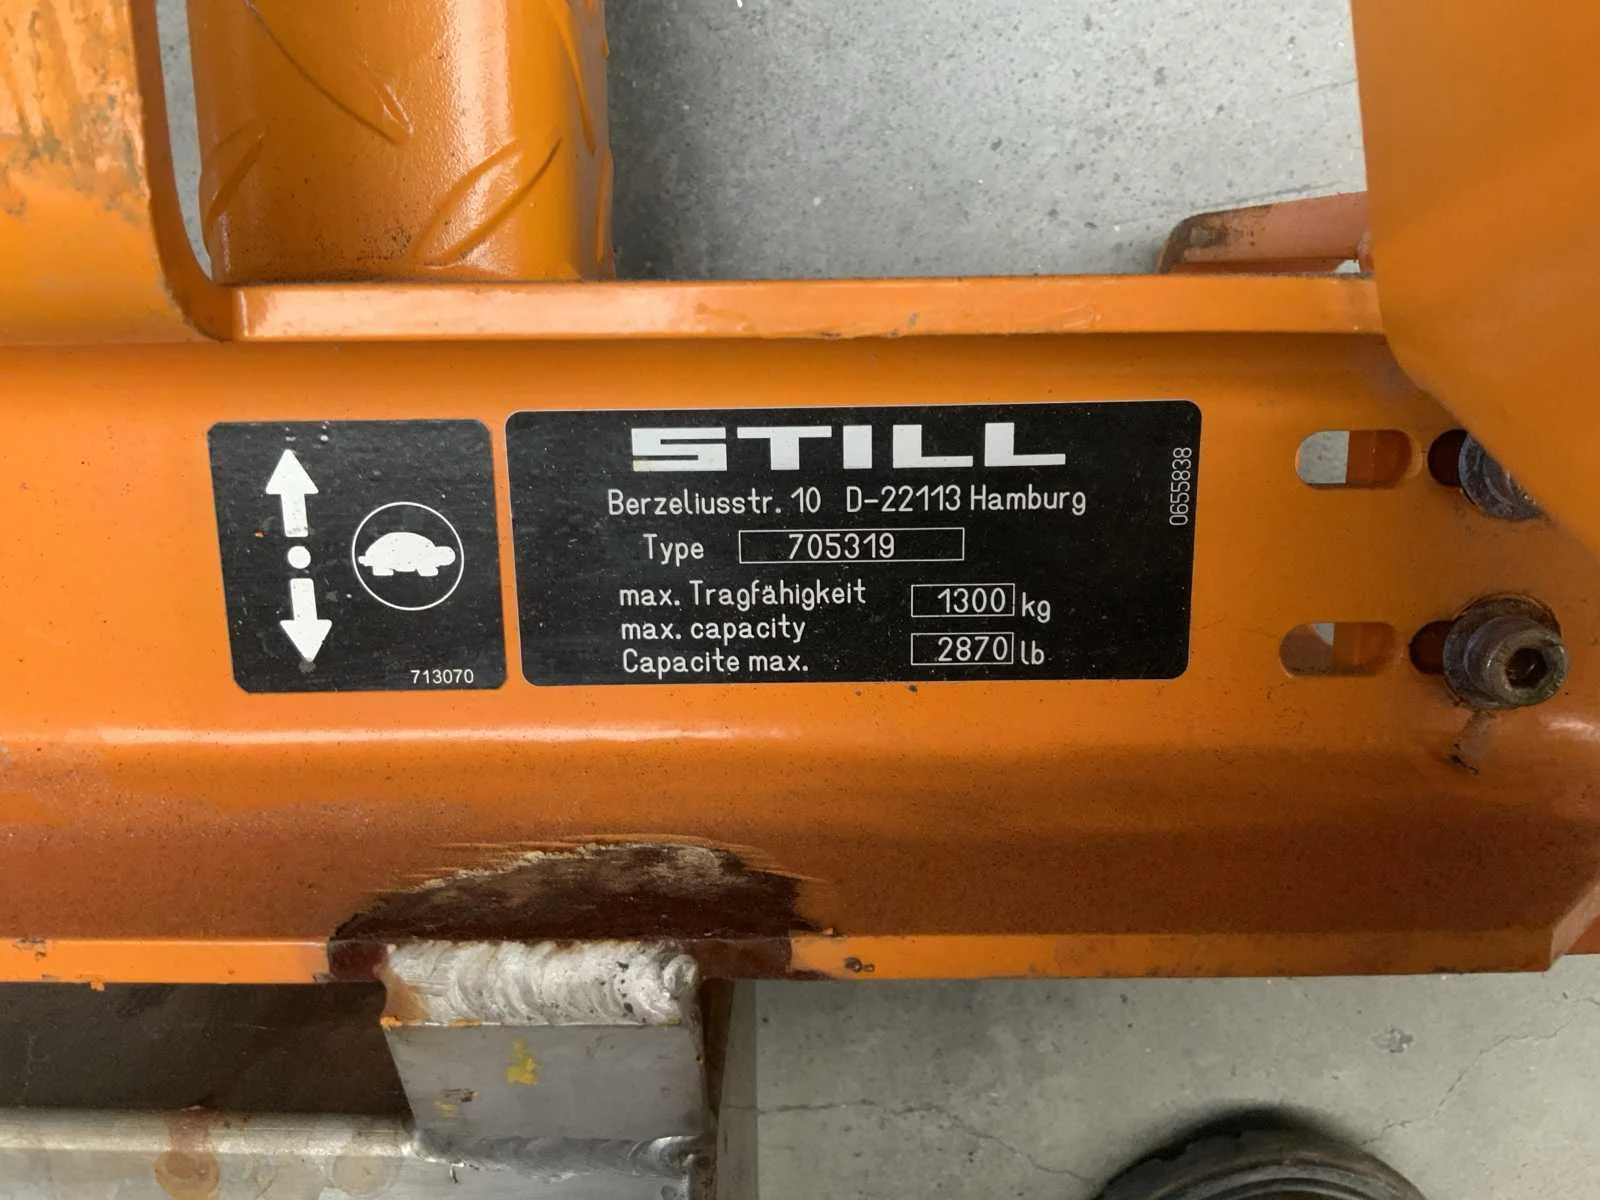 STILL
Berzeliusstr. 10 D-22113 Hamburg
Type 705319
max. Tragfähigkeit 1300 kg
max. capacity
Capacite max. 2870 lb
0655838
713070